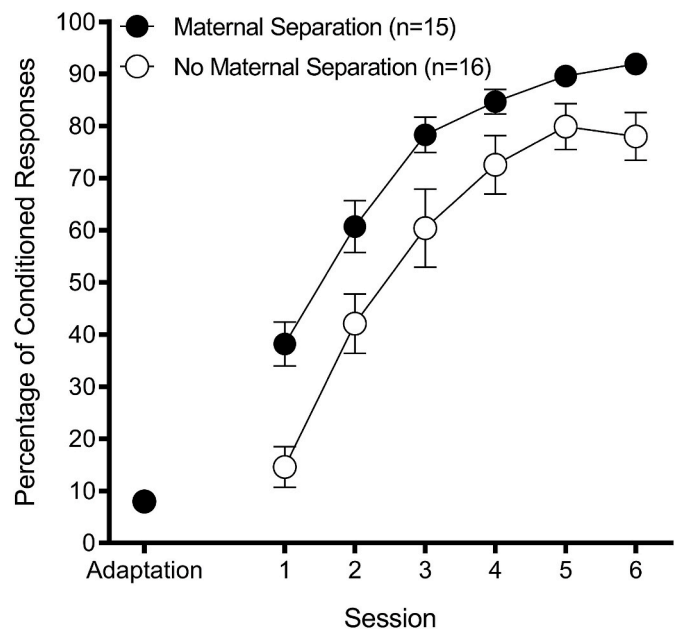 Maternal Separation (n=15)
No Maternal Separation (n=16)
Percentage of Conditioned Responses
100
90
80
70
60
50
40
30
20
10
0
Adaptation 1 2 3 4 5 6
Session